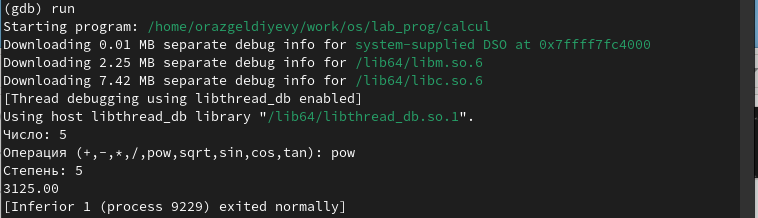 (gdb) run
Starting program: /home/orazgeldiyevy/work/os/lab_prog/calcul
Downloading 0.01 MB separate debug info for system-supplied DSO at 0x7ffff7fc4000
Downloading 2.25 MB separate debug info for /lib64/libm.so.6
Downloading 7.42 MB separate debug info for /lib64/libc.so.6
[Thread debugging using libthread_db enabled]
Using host libthread_db library "/lib64/libthread_db.so.1".
Число: 5
Операция (+,-,*,/,pow,sqrt,sin,cos,tan): pow
Степень: 5
3125.00
[Inferior 1 (process 9229) exited normally]